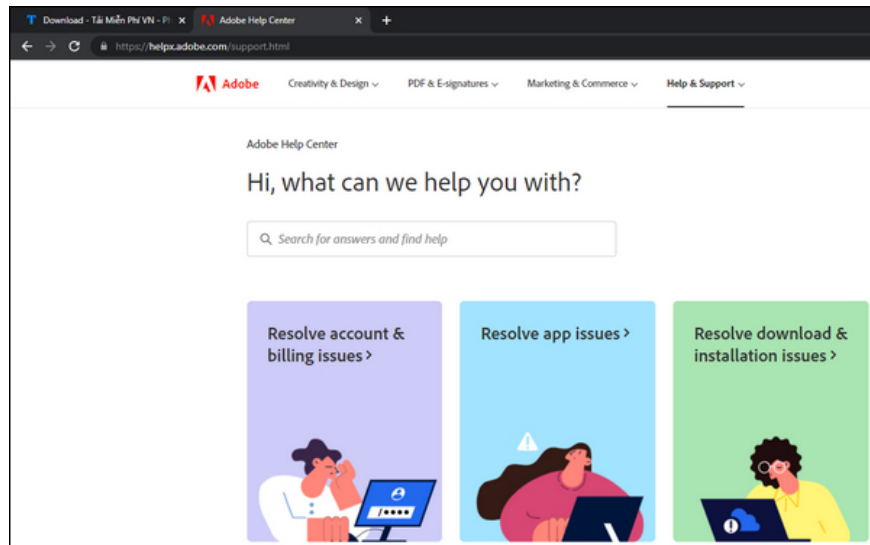 Download - Tải Miễn Phí VN - Ph
Adobe Help Center
https://helpx.adobe.com/support.html
Adobe
Creativity & Design
PDF & E-signatures
Marketing & Commerce
Help & Support
Adobe Help Center
Hi, what can we help you with?
Search for answers and find help
Resolve account &
billing issues >
Resolve app issues >
Resolve download &
installation issues >